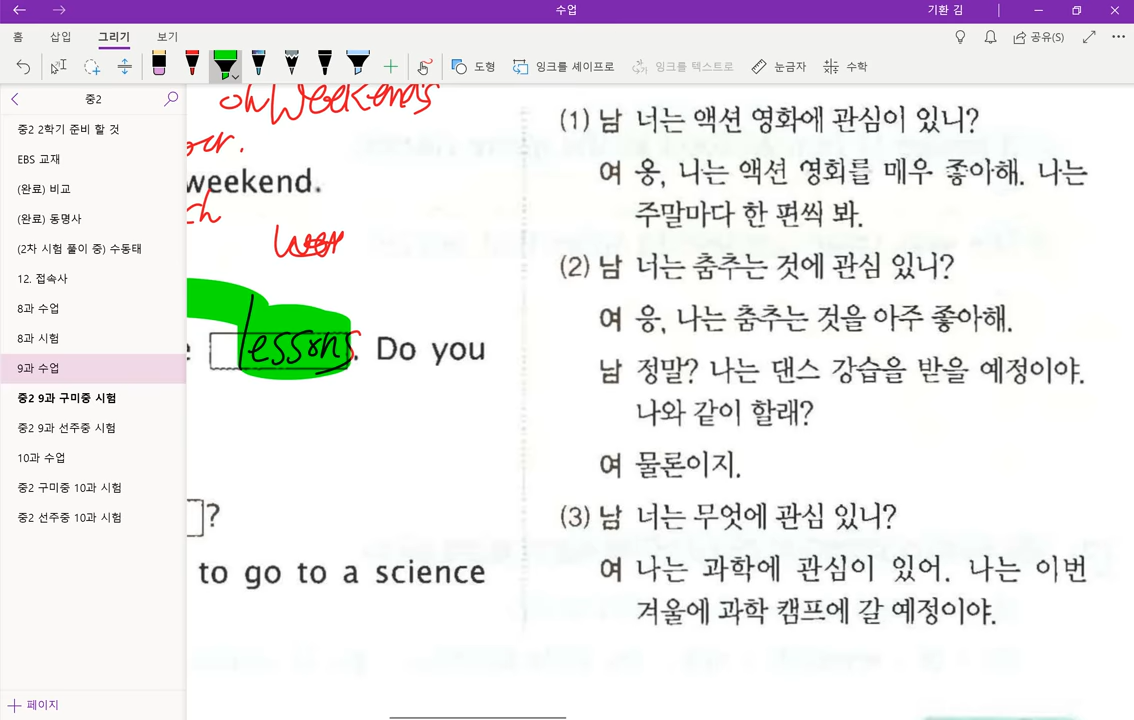 수업
기환 김
홈 삽입 그리기 보기
공유(S)
도형 잉크를 셰이프로 잉크를 텍스트로 눈금자 수학
중2
중2 2학기 준비 할 것
EBS 교재
(완료) 비교
(완료) 동명사
(2차 시험 풀이 중) 수동태
12. 접속사
8과 수업
8과 시험
9과 수업
중2 9과 구미중 시험
중2 9과 선주중 시험
10과 수업
중2 구미중 10과 시험
중2 선주중 10과 시험
페이지
on weekends
weekend.
lessons. Do you
?
to go to a science
(1) 남 너는 액션 영화에 관심이 있니?
여 응, 나는 액션 영화를 매우 좋아해. 나는
주말마다 한 편씩 봐.
(2) 남 너는 춤추는 것에 관심 있니?
여 응, 나는 춤추는 것을 아주 좋아해.
남 정말? 나는 댄스 강습을 받을 예정이야.
나와 같이 할래?
여 물론이지.
(3) 남 너는 무엇에 관심 있니?
여 나는 과학에 관심이 있어. 나는 이번
겨울에 과학 캠프에 갈 예정이야.